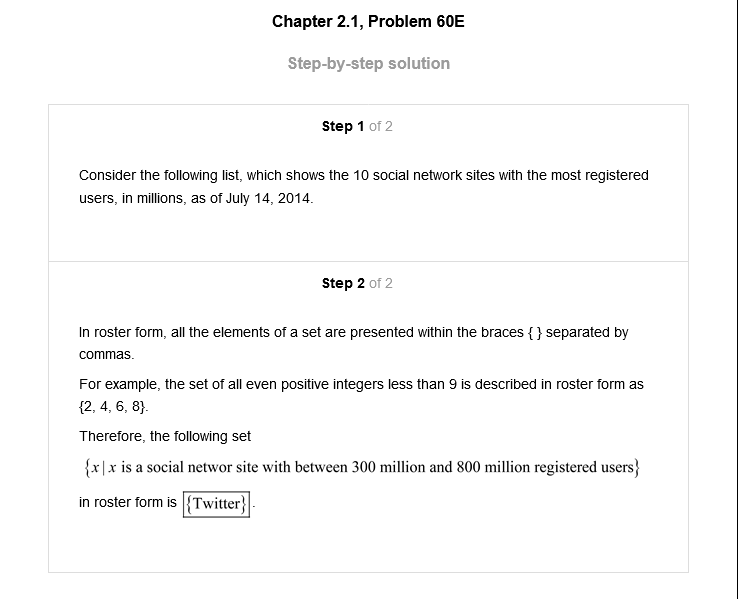 Chapter 2.1, Problem 60E
Step-by-step solution
Step 1 of 2
Consider the following list, which shows the 10 social network sites with the most registered
users, in millions, as of July 14, 2014.
Step 2 of 2
In roster form, all the elements of a set are presented within the braces { } separated by
commas.
For example, the set of all even positive integers less than 9 is described in roster form as
{2, 4, 6, 8}.
Therefore, the following set
{x | x is a social networ site with between 300 million and 800 million registered users}
in roster form is {Twitter}.